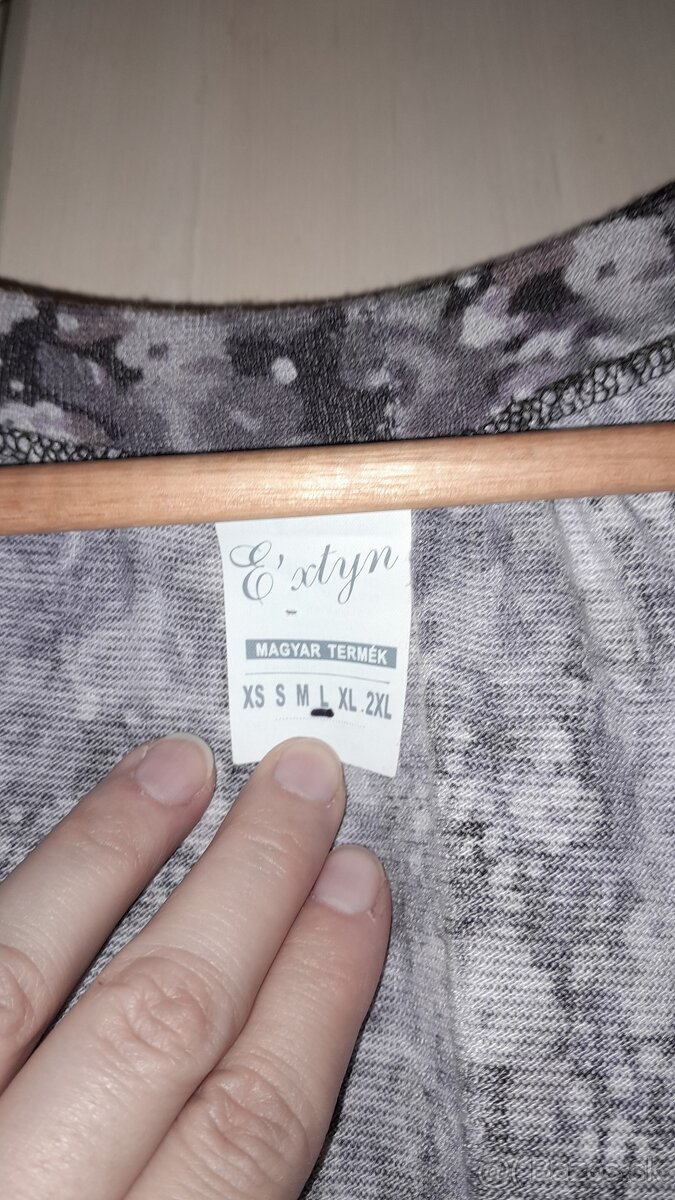 E'xtyn
MAGYAR TERMÉK
XS S M L XL 2XL